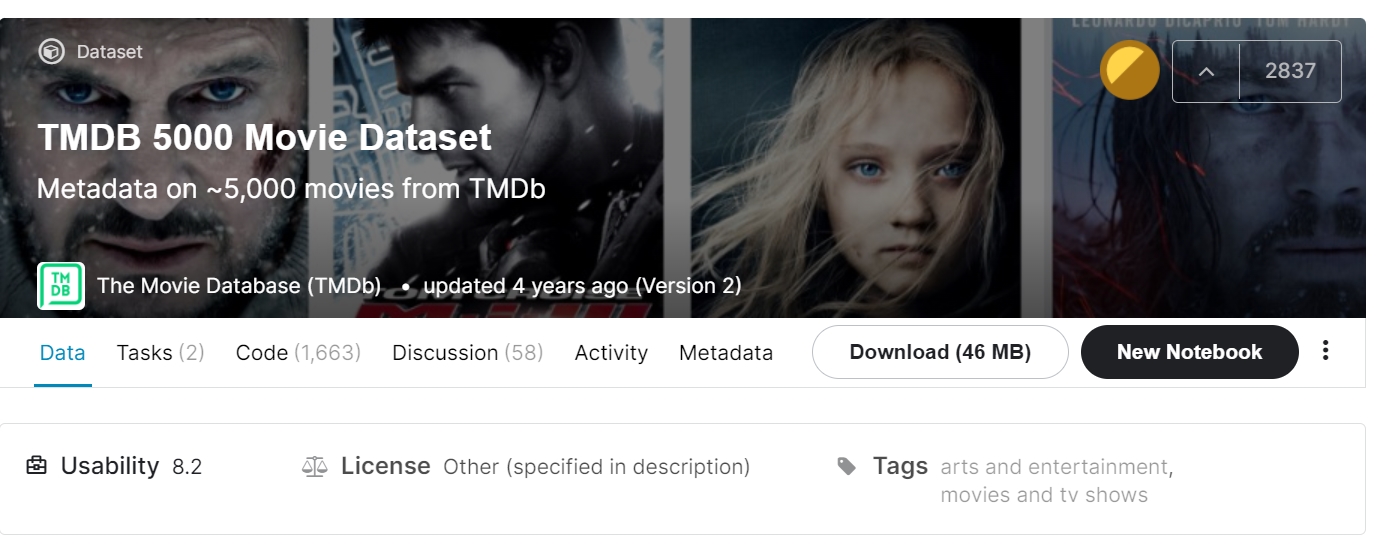 LEONARDO DICAPRIO TOM HARDY
Dataset
2837
TMDB 5000 Movie Dataset
Metadata on ~5,000 movies from TMDb
TM
DB
The Movie Database (TMDb) • updated 4 years ago (Version 2)
Data Tasks (2) Code (1,663) Discussion (58) Activity Metadata Download (46 MB) New Notebook
Usability 8.2 License Other (specified in description) Tags arts and entertainment,
movies and tv shows